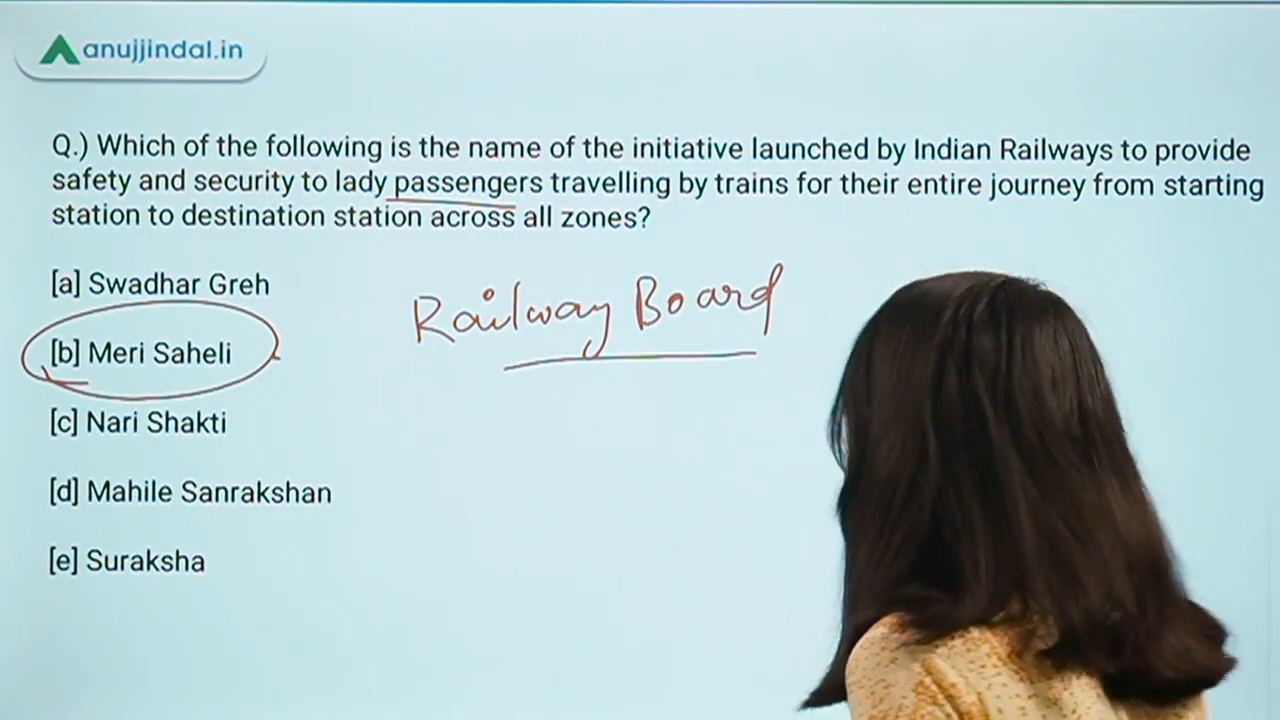 anujjindal.in
Q.) Which of the following is the name of the initiative launched by Indian Railways to provide
safety and security to lady passengers travelling by trains for their entire journey from starting
station to destination station across all zones?
[a] Swadhar Greh
Railway Board
[b] Meri Saheli
[c] Nari Shakti
[d] Mahile Sanrakshan
[e] Suraksha